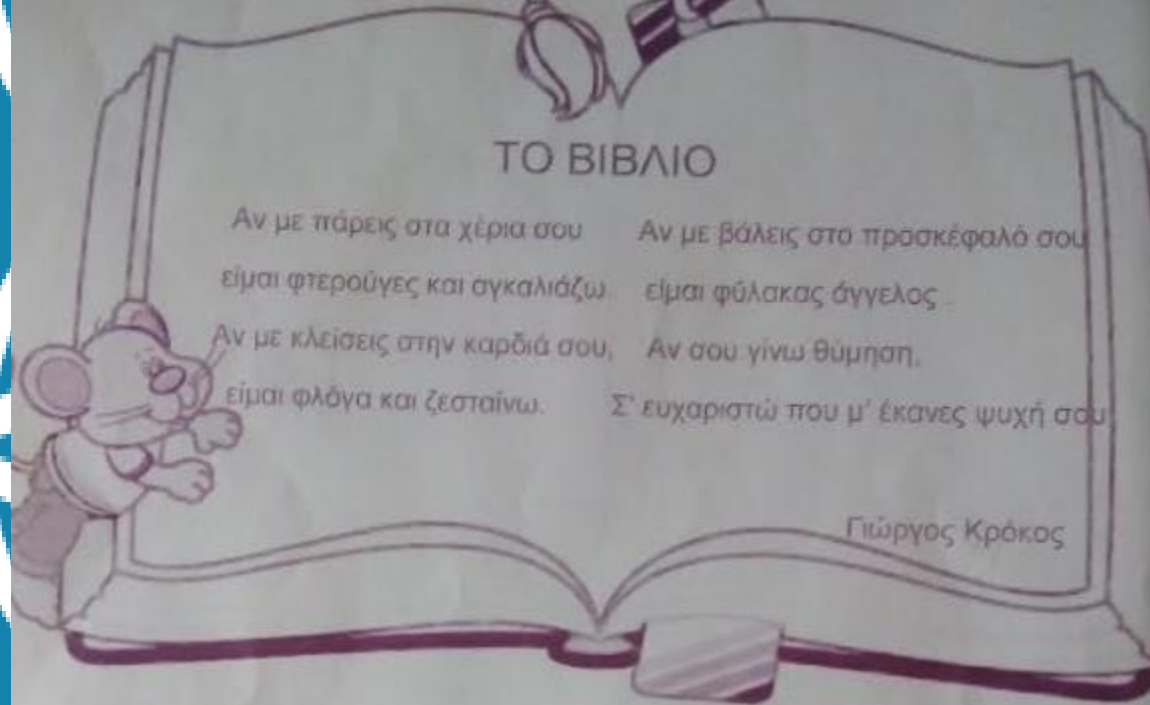 ΤΟ ΒΙΒΛΙΟ
Αν με πάρεις στα χέρια σου
είμαι φτερούγες και αγκαλιάζω.
Αν με κλείσεις στην καρδιά σου,
είμαι φλόγα και ζεσταίνω.
Αν με βάλεις στο προσκέφαλό σου
είμαι φύλακας άγγελος .
Αν σου γίνω θύμηση,
Σ' ευχαριστώ που μ' έκανες ψυχή σου
Γιώργος Κρόκος